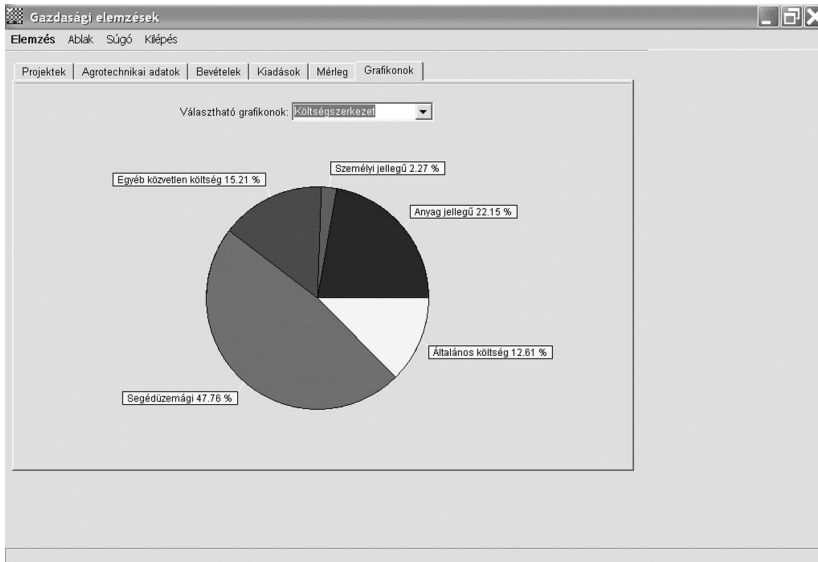 Gazdasági elemzések
Elemzés Ablak Súgó Kilépés
Projektek Agrotechnikai adatok Bevételek Kiadások Mérleg Grafikonok
Választható grafikonok: Költségszerkezet
Személyi jellegű 2.27 %
Egyéb közvetlen költség 15.21 %
Anyag jellegű 22.15 %
Általános költség 12.61 %
Segédüzemági 47.76 %